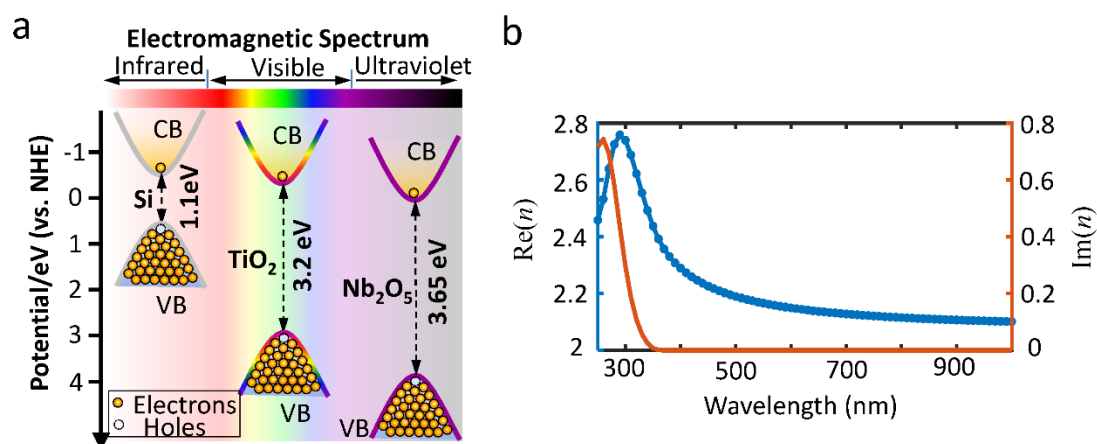 a
Electromagnetic Spectrum
Infrared Visible Ultraviolet
Potential/eV (vs. NHE)
-1
0
1
2
3
4
CB
Si
1.1eV
VB
CB
TiO₂
3.2 eV
VB
CB
Nb₂O₅
3.65 eV
VB
Electrons
Holes
b
Re(n)
2.8
2.6
2.4
2.2
2
0.8
0.6
0.4
0.2
0
Im(n)
300 500 700 900
Wavelength (nm)